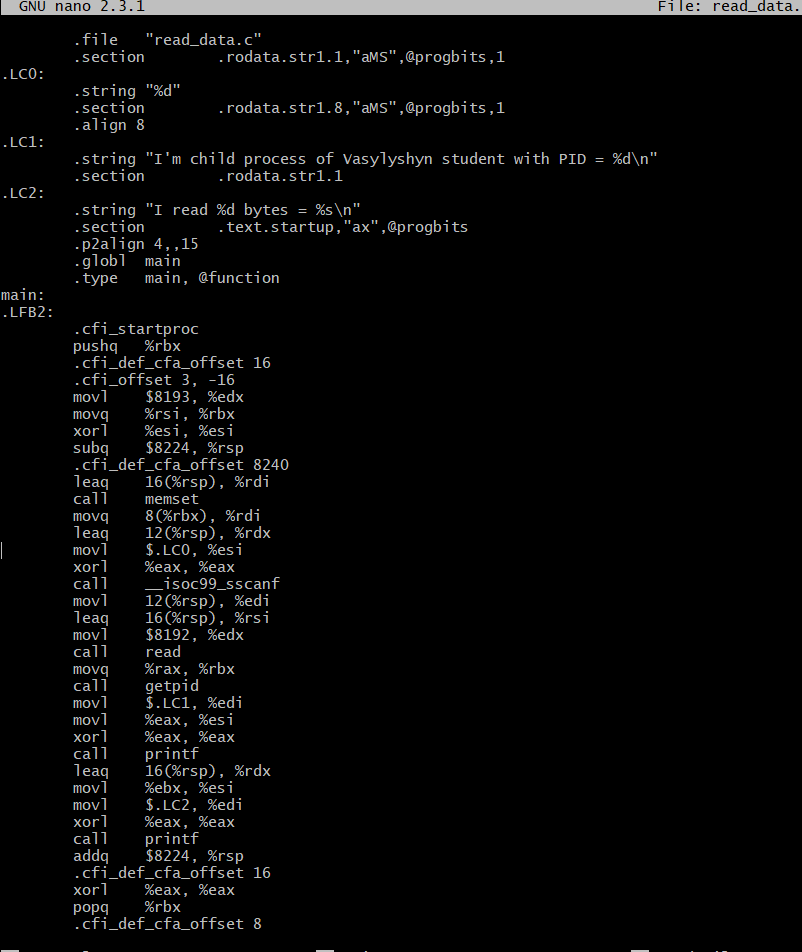 GNU nano 2.3.1 File: read_data.
.file "read_data.c"
.section .rodata.str1.1,"aMS",@progbits,1
.LC0:
.string "%d"
.section .rodata.str1.8,"aMS",@progbits,1
.align 8
.LC1:
.string "I'm child process of Vasylyshyn student with PID = %d\n"
.section .rodata.str1.1
.LC2:
.string "I read %d bytes = %s\n"
.section .text.startup,"ax",@progbits
.p2align 4,,15
.globl main
.type main, @function
main:
.LFB2:
.cfi_startproc
pushq %rbx
.cfi_def_cfa_offset 16
.cfi_offset 3, -16
movl $8193, %edx
movq %rsi, %rbx
xorl %esi, %esi
subq $8224, %rsp
.cfi_def_cfa_offset 8240
leaq 16(%rsp), %rdi
call memset
movq 8(%rbx), %rdi
leaq 12(%rsp), %rdx
movl $.LC0, %esi
xorl %eax, %eax
call __isoc99_sscanf
movl 12(%rsp), %edi
leaq 16(%rsp), %rsi
movl $8192, %edx
call read
movq %rax, %rbx
call getpid
movl $.LC1, %edi
movl %eax, %esi
xorl %eax, %eax
call printf
leaq 16(%rsp), %rdx
movl %ebx, %esi
movl $.LC2, %edi
xorl %eax, %eax
call printf
addq $8224, %rsp
.cfi_def_cfa_offset 16
xorl %eax, %eax
popq %rbx
.cfi_def_cfa_offset 8